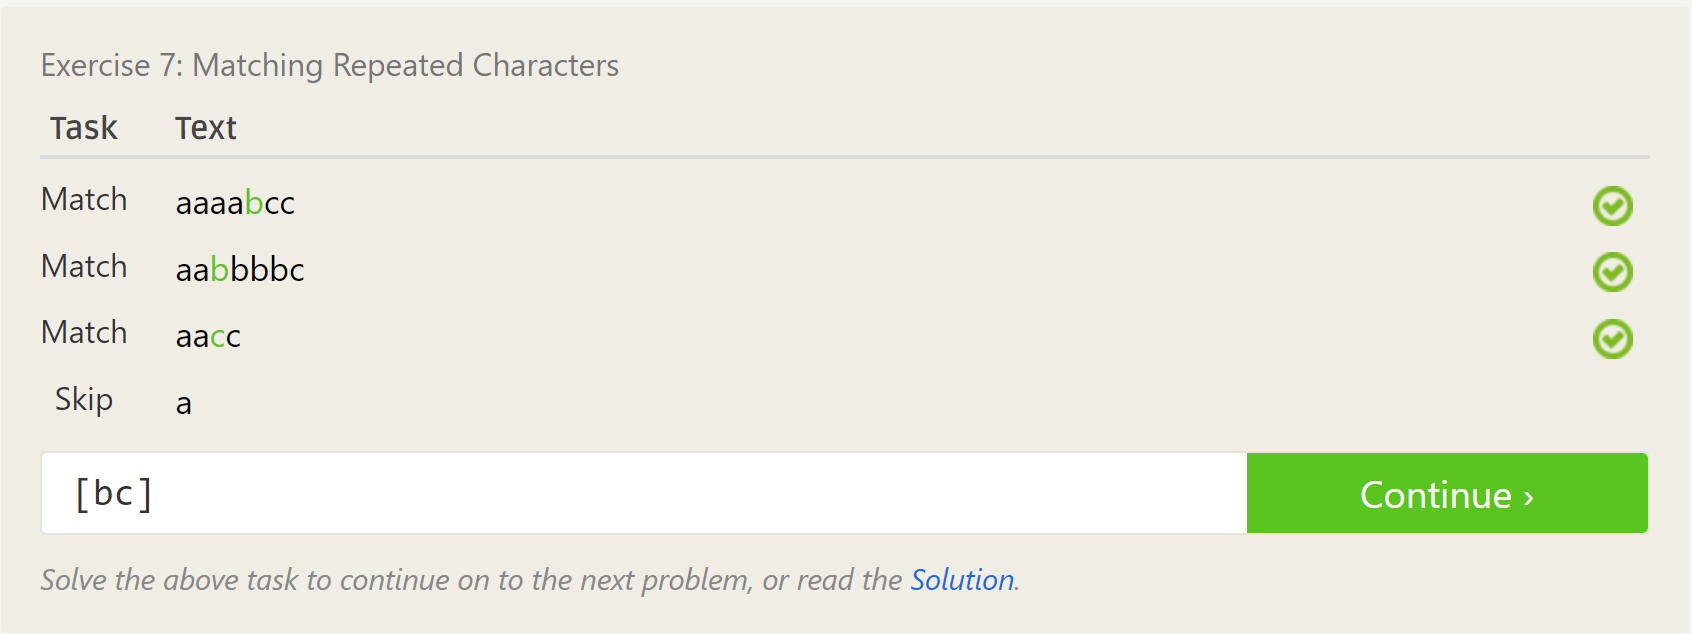 Exercise 7: Matching Repeated Characters
Task Text
Match aaaabcc
Match aabbbbc
Match aacc
Skip a
[bc] Continue ›
Solve the above task to continue on to the next problem, or read the Solution.